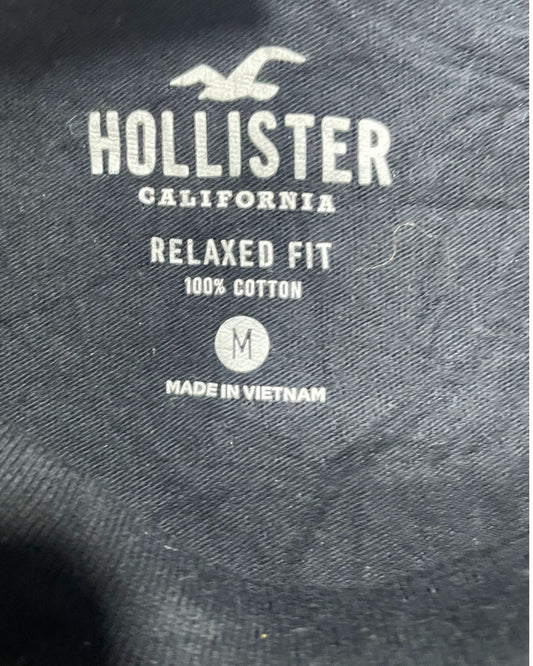 HOLLISTER
CALIFORNIA
RELAXED FIT
100% COTTON
M
MADE IN VIETNAM